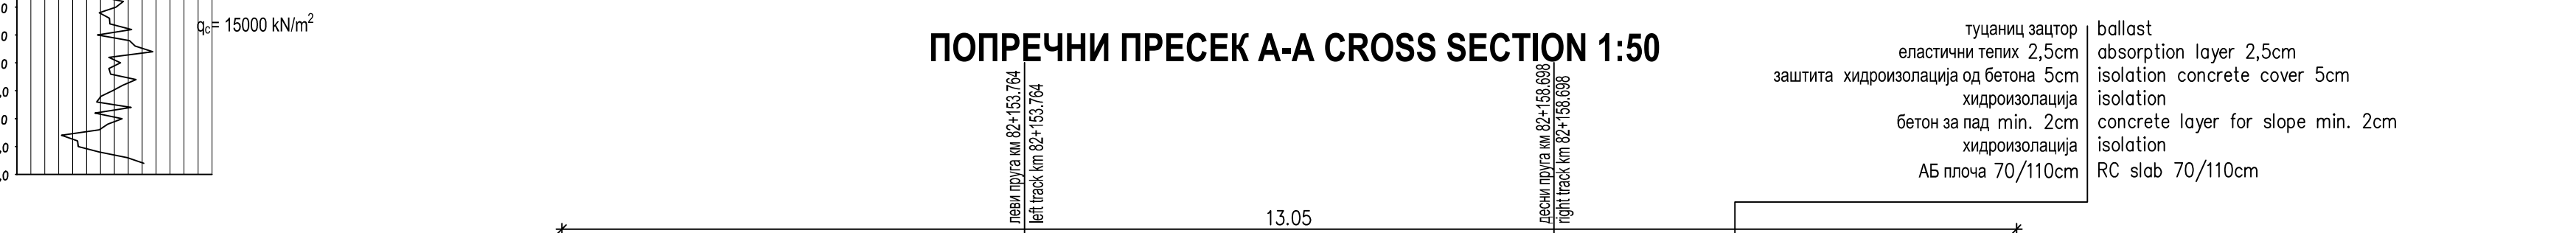 q_c= 15000 kN/m²
ПОПРЕЧНИ ПРЕСЕК А-А CROSS SECTION 1:50
леви пруга км 82+153.764
left track km 82+153.764
десни пруга км 82+158.698
right track km 82+158.698
13.05
туцаниц зацтор ballast
еластични тепих 2,5cm absorption layer 2,5cm
заштита хидроизолација од бетона 5cm isolation concrete cover 5cm
хидроизолација isolation
бетон за пад min. 2cm concrete layer for slope min. 2cm
хидроизолација isolation
АБ плоча 70/110cm RC slab 70/110cm